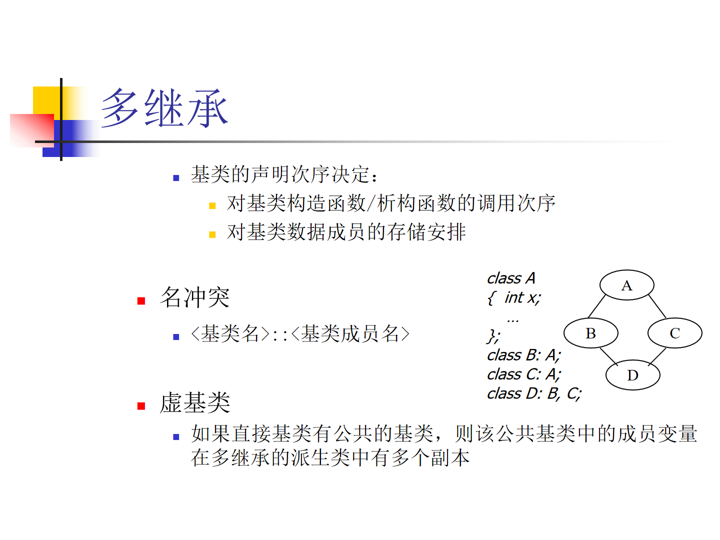 多继承
基类的声明次序决定:
对基类构造函数/析构函数的调用次序
对基类数据成员的存储安排
名冲突
<基类名>::<基类成员名>
class A
{ int x;
...
};
class B: A;
class C: A;
class D: B, C;
A
B
C
D
虚基类
如果直接基类有公共的基类，则该公共基类中的成员变量
在多继承的派生类中有多个副本